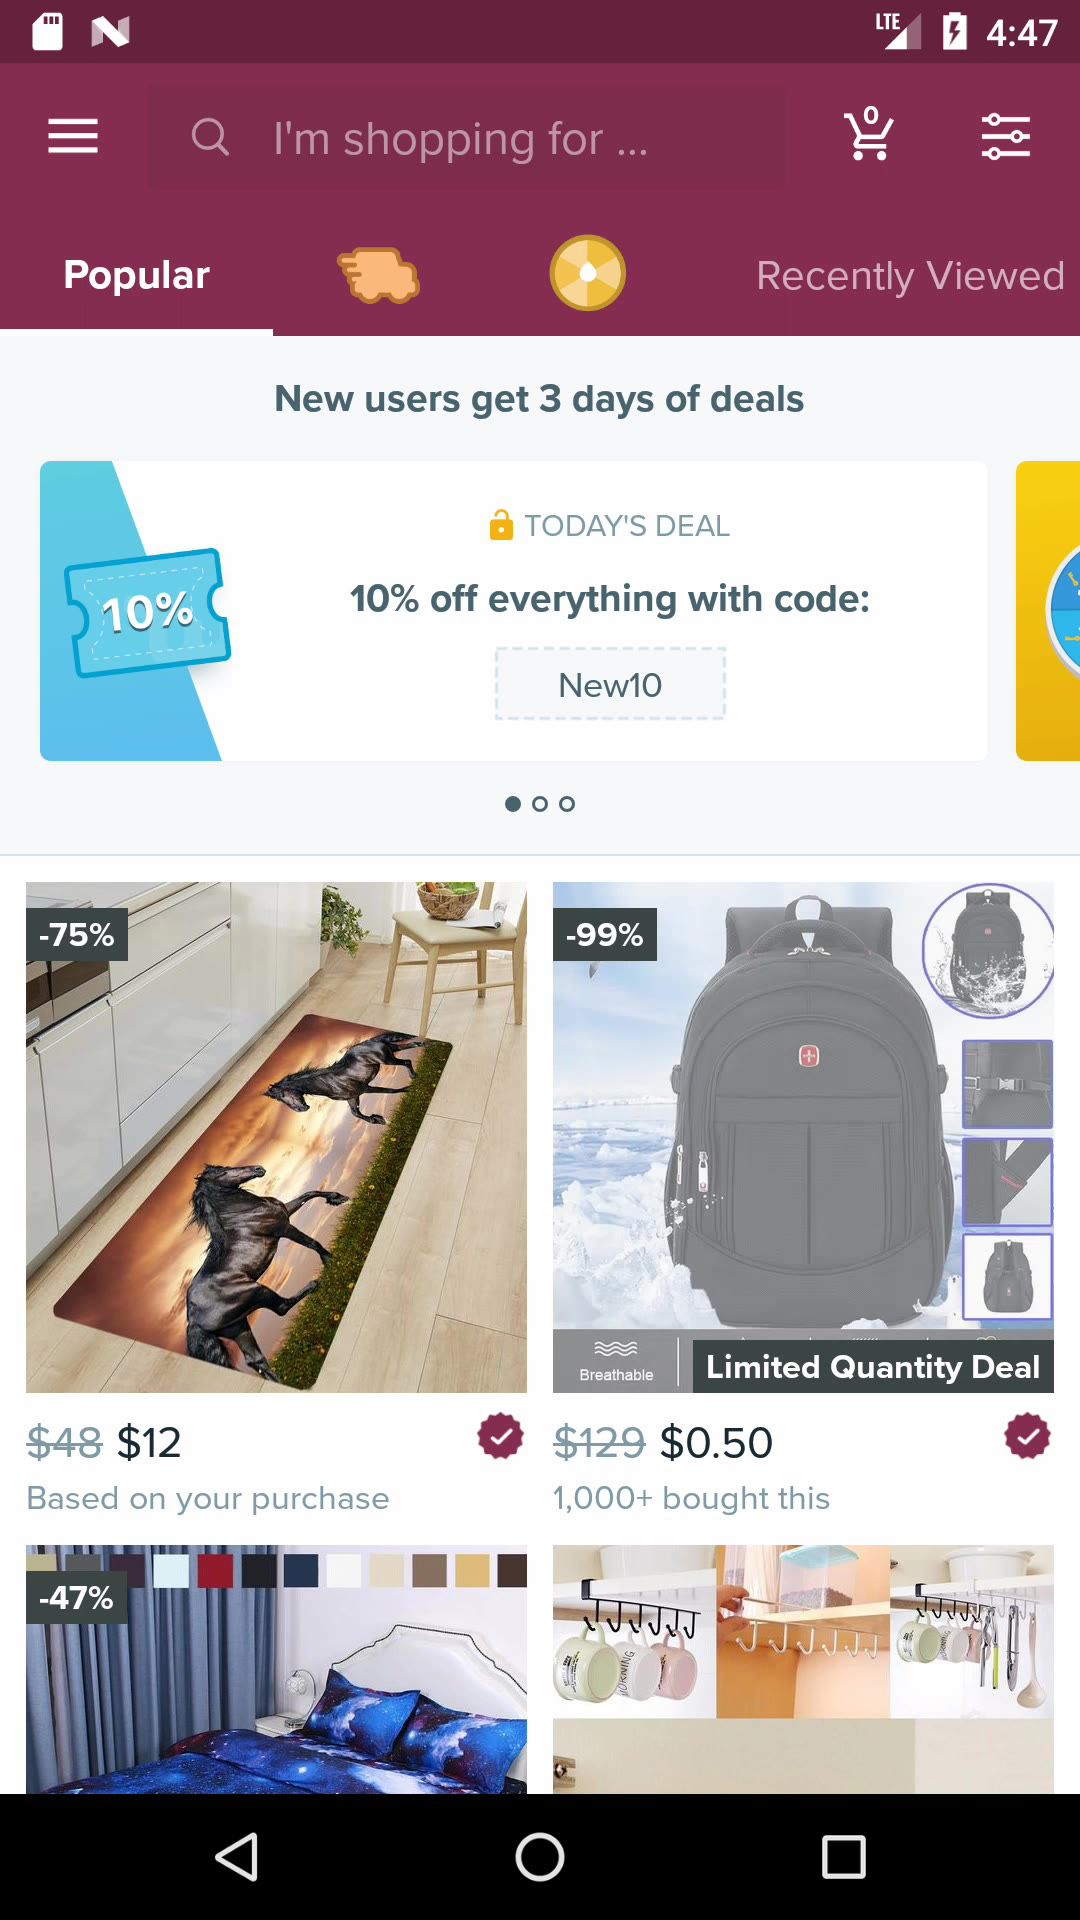 LTE 4:47
I'm shopping for ...
0
Popular
Recently Viewed
New users get 3 days of deals
TODAY'S DEAL
10%
10% off everything with code:
New10
-75%
-99%
Breathable
Limited Quantity Deal
$48 $12
$129 $0.50
Based on your purchase
1,000+ bought this
-47%
MORNING